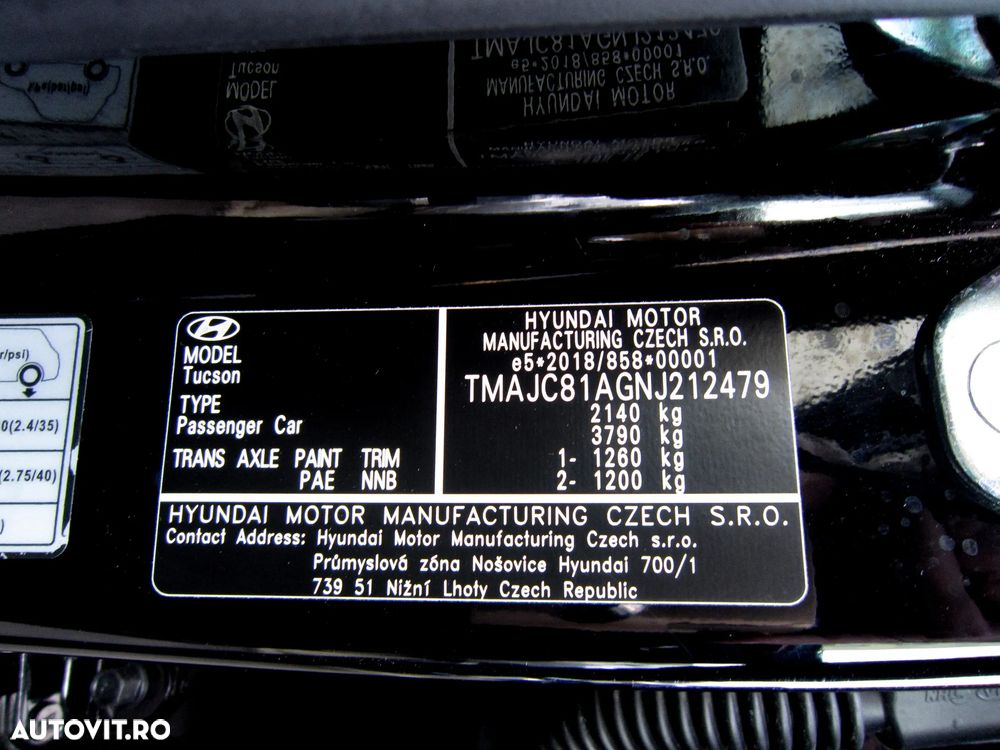 MODEL
Tucson
TYPE
Passenger Car
TRANS AXLE PAINT TRIM
PAE NNB
HYUNDAI MOTOR
MANUFACTURING CZECH S.R.O.
e5*2018/858*00001
TMAJC81AGNJ212479
2140 kg
3790 kg
1- 1260 kg
2- 1200 kg
HYUNDAI MOTOR MANUFACTURING CZECH S.R.O.
Contact Address: Hyundai Motor Manufacturing Czech s.r.o.
Průmyslová zóna Nošovice Hyundai 700/1
739 51 Nižní Lhoty Czech Republic
(2.4/35)
(2.75/40)
AUTOVIT.RO